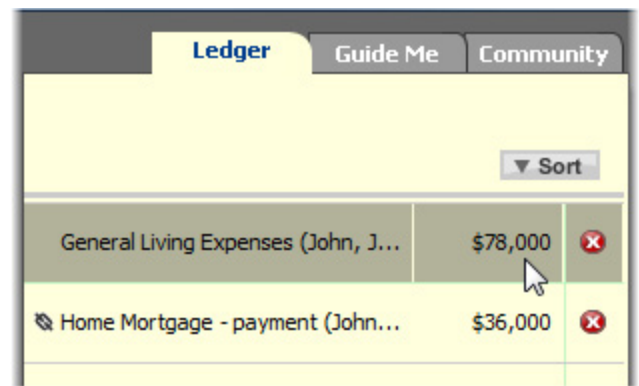 Ledger Guide Me Community
Sort
General Living Expenses (John, J... $78,000
Home Mortgage - payment (John... $36,000